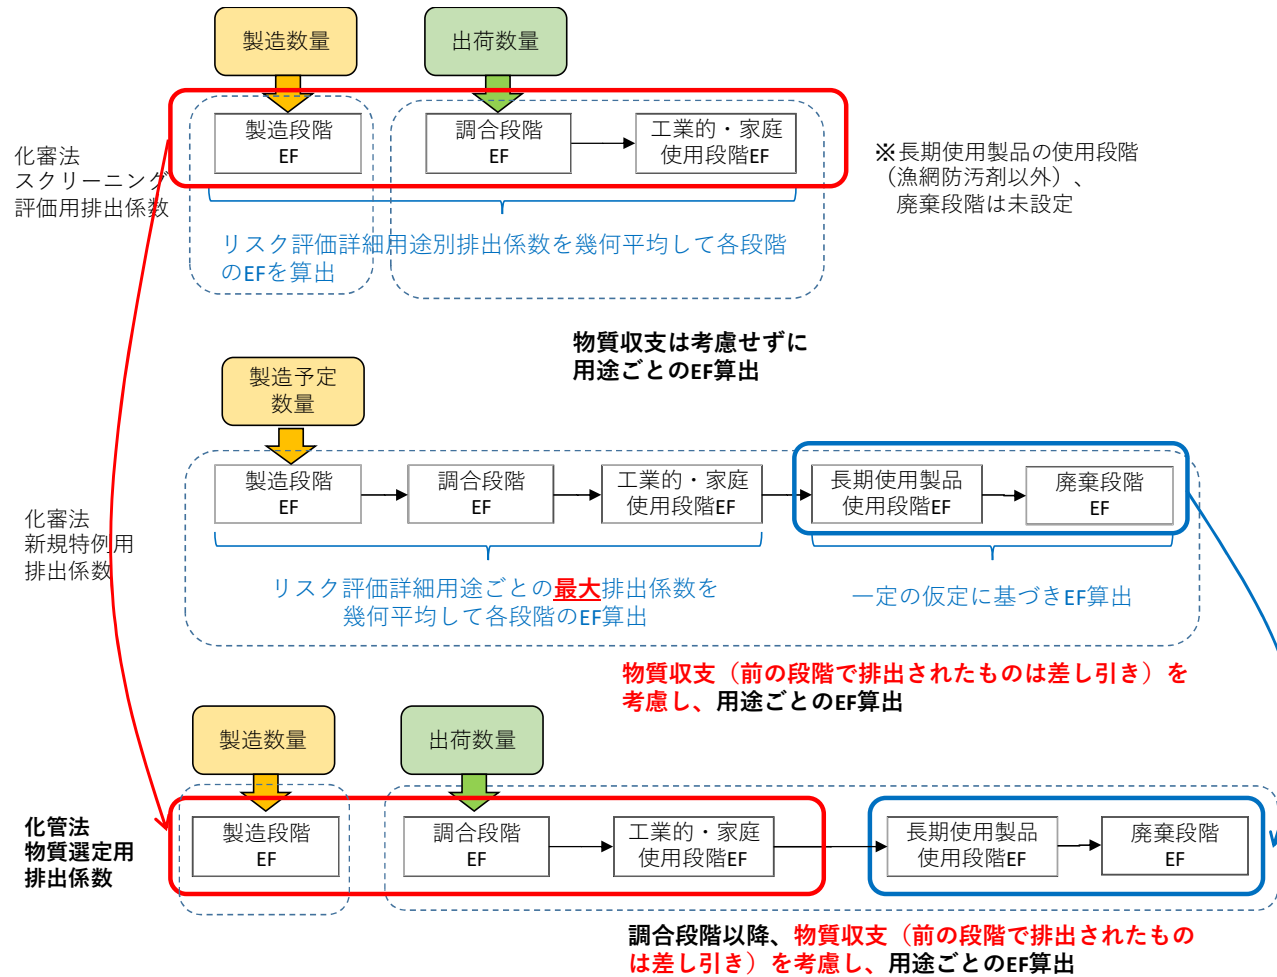 製造数量
出荷数量
製造段階
EF
調合段階
EF
工業的・家庭
使用段階EF
化審法
スクリーニング
評価用排出係数
※長期使用製品の使用段階
（漁網防汚剤以外）、
廃棄段階は未設定
リスク評価詳細用途別排出係数を幾何平均して各段階
のEFを算出
物質収支は考慮せずに
用途ごとのEF算出
製造予定
数量
製造段階
EF
調合段階
EF
工業的・家庭
使用段階EF
長期使用製品
使用段階EF
廃棄段階
EF
化審法
新規特例用
排出係数
リスク評価詳細用途ごとの最大排出係数を
幾何平均して各段階のEF算出
一定の仮定に基づきEF算出
物質収支（前の段階で排出されたものは差し引き）を
考慮し、用途ごとのEF算出
製造数量
出荷数量
化管法
物質選定用
排出係数
製造段階
EF
調合段階
EF
工業的・家庭
使用段階EF
長期使用製品
使用段階EF
廃棄段階
EF
調合段階以降、物質収支（前の段階で排出されたもの
は差し引き）を考慮し、用途ごとのEF算出